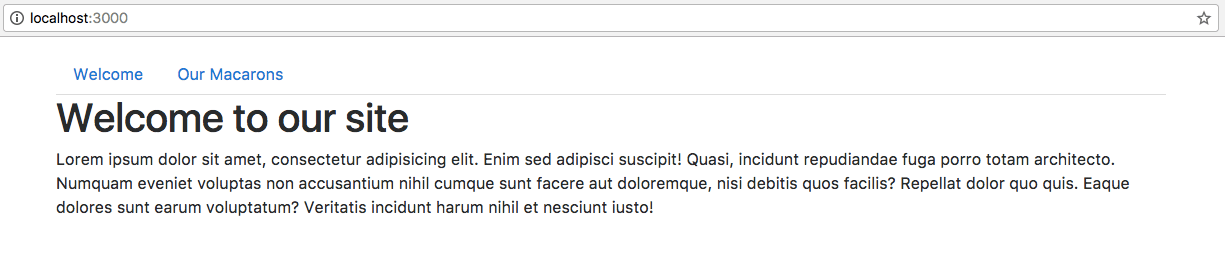 localhost:3000
Welcome Our Macarons
Welcome to our site
Lorem ipsum dolor sit amet, consectetur adipisicing elit. Enim sed adipisci suscipit! Quasi, incidunt repudiandae fuga porro totam architecto.
Numquam eveniet voluptas non accusantium nihil cumque sunt facere aut doloremque, nisi debitis quos facilis? Repellat dolor quo quis. Eaque
dolores sunt earum voluptatum? Veritatis incidunt harum nihil et nesciunt iusto!